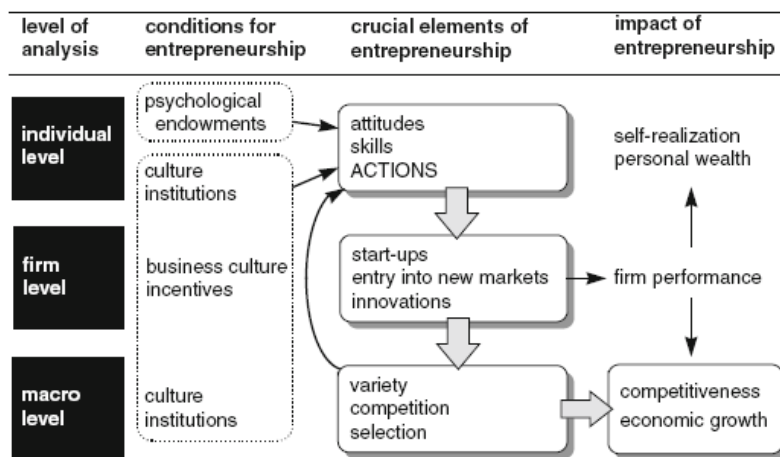 level of analysis
conditions for entrepreneurship
crucial elements of entrepreneurship
impact of entrepreneurship
individual level
psychological endowments
culture
institutions
attitudes
skills
ACTIONS
self-realization
personal wealth
firm level
business culture
incentives
start-ups
entry into new markets
innovations
firm performance
macro level
culture
institutions
variety
competition
selection
competitiveness
economic growth